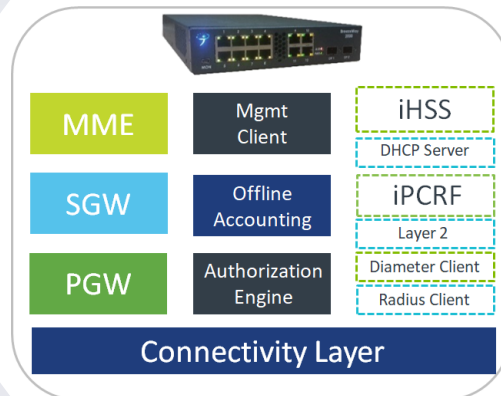 MME
Mgmt
Client
iHSS
DHCP Server
SGW
Offline
Accounting
iPCRF
Layer 2
PGW
Authorization
Engine
Diameter Client
Radius Client
Connectivity Layer